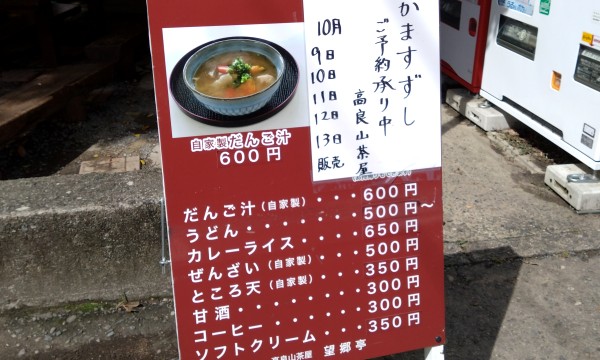 かますずし
ご予約承り中
10月
9日
10日
11日
12日
13日
販売
高良山茶屋
自家製だんご汁
600円
だんご汁(自家製)・・・600円
うどん・・・・・・・500円〜
カレーライス・・・・650円
ぜんざい(自家製)・・・500円
ところ天(自家製)・・・350円
甘酒・・・・・・・・300円
コーヒー・・・・・・300円
ソフトクリーム・・・350円
高良山茶屋 望郷亭